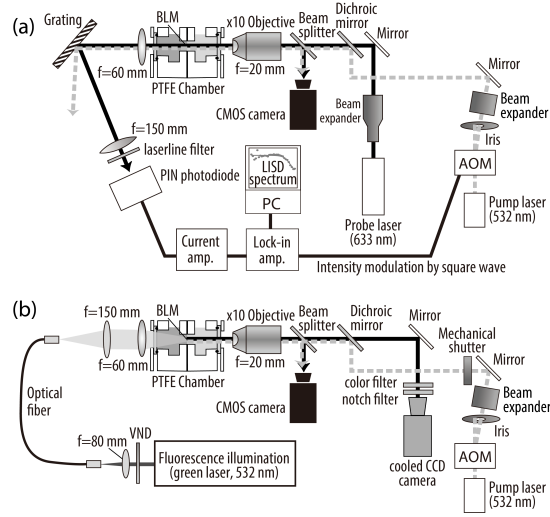 (a)
Grating
BLM
x10 Objective
Beam
splitter
Dichroic
mirror
Mirror
f=60 mm
PTFE Chamber
f=20 mm
CMOS camera
Beam
expander
Mirror
Beam
expander
Iris
f=150 mm
laserline filter
PIN photodiode
LISD
spectrum
PC
AOM
Pump laser
(532 nm)
Probe laser
(633 nm)
Current
amp.
Lock-in
amp.
Intensity modulation by square wave
(b)
f=150 mm
BLM
x10 Objective
Beam
splitter
Dichroic
mirror
Mirror
Mechanical
shutter
Mirror
f=60 mm
PTFE Chamber
f=20 mm
CMOS camera
color filter
notch filter
Beam
expander
Iris
Optical
fiber
cooled CCD
camera
AOM
f=80 mm
VND
Fluorescence illumination
(green laser, 532 nm)
Pump laser
(532 nm)